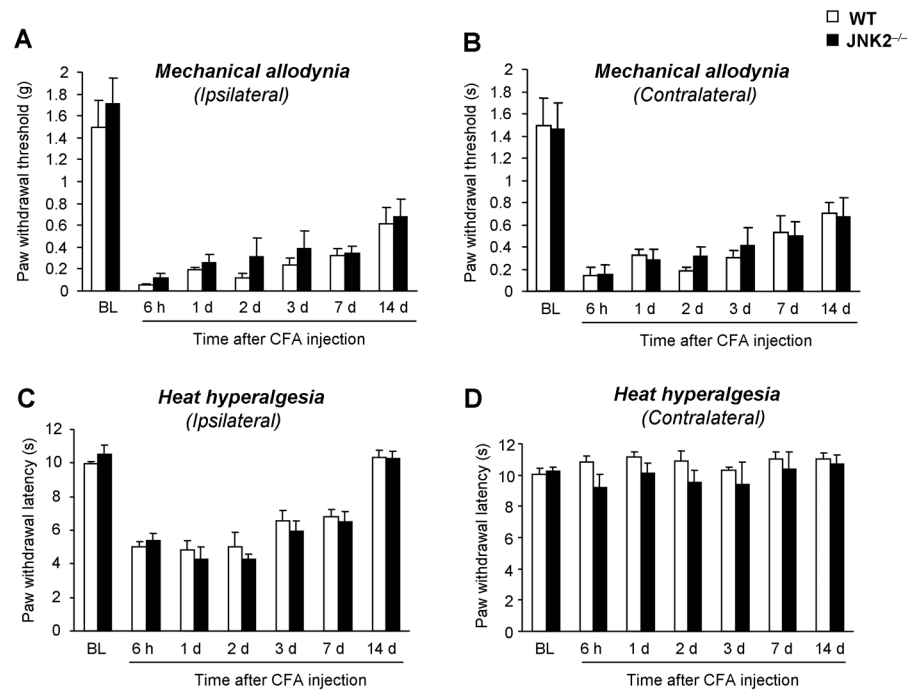 WT
JNK2⁻/⁻
A
Mechanical allodynia
(Ipsilateral)
Paw withdrawal threshold (g)
2
1.8
1.6
1.4
1.2
1
0.8
0.6
0.4
0.2
0
BL
6 h
1 d
2 d
3 d
7 d
14 d
Time after CFA injection
B
Mechanical allodynia
(Contralateral)
Paw withdrawal threshold (s)
2
1.8
1.6
1.4
1.2
1
0.8
0.6
0.4
0.2
0
BL
6 h
1 d
2 d
3 d
7 d
14 d
Time after CFA injection
C
Heat hyperalgesia
(Ipsilateral)
Paw withdrawal latency (s)
12
10
8
6
4
2
0
BL
6 h
1 d
2 d
3 d
7 d
14 d
Time after CFA injection
D
Heat hyperalgesia
(Contralateral)
Paw withdrawal latency (s)
12
10
8
6
4
2
0
BL
6 h
1 d
2 d
3 d
7 d
14 d
Time after CFA injection